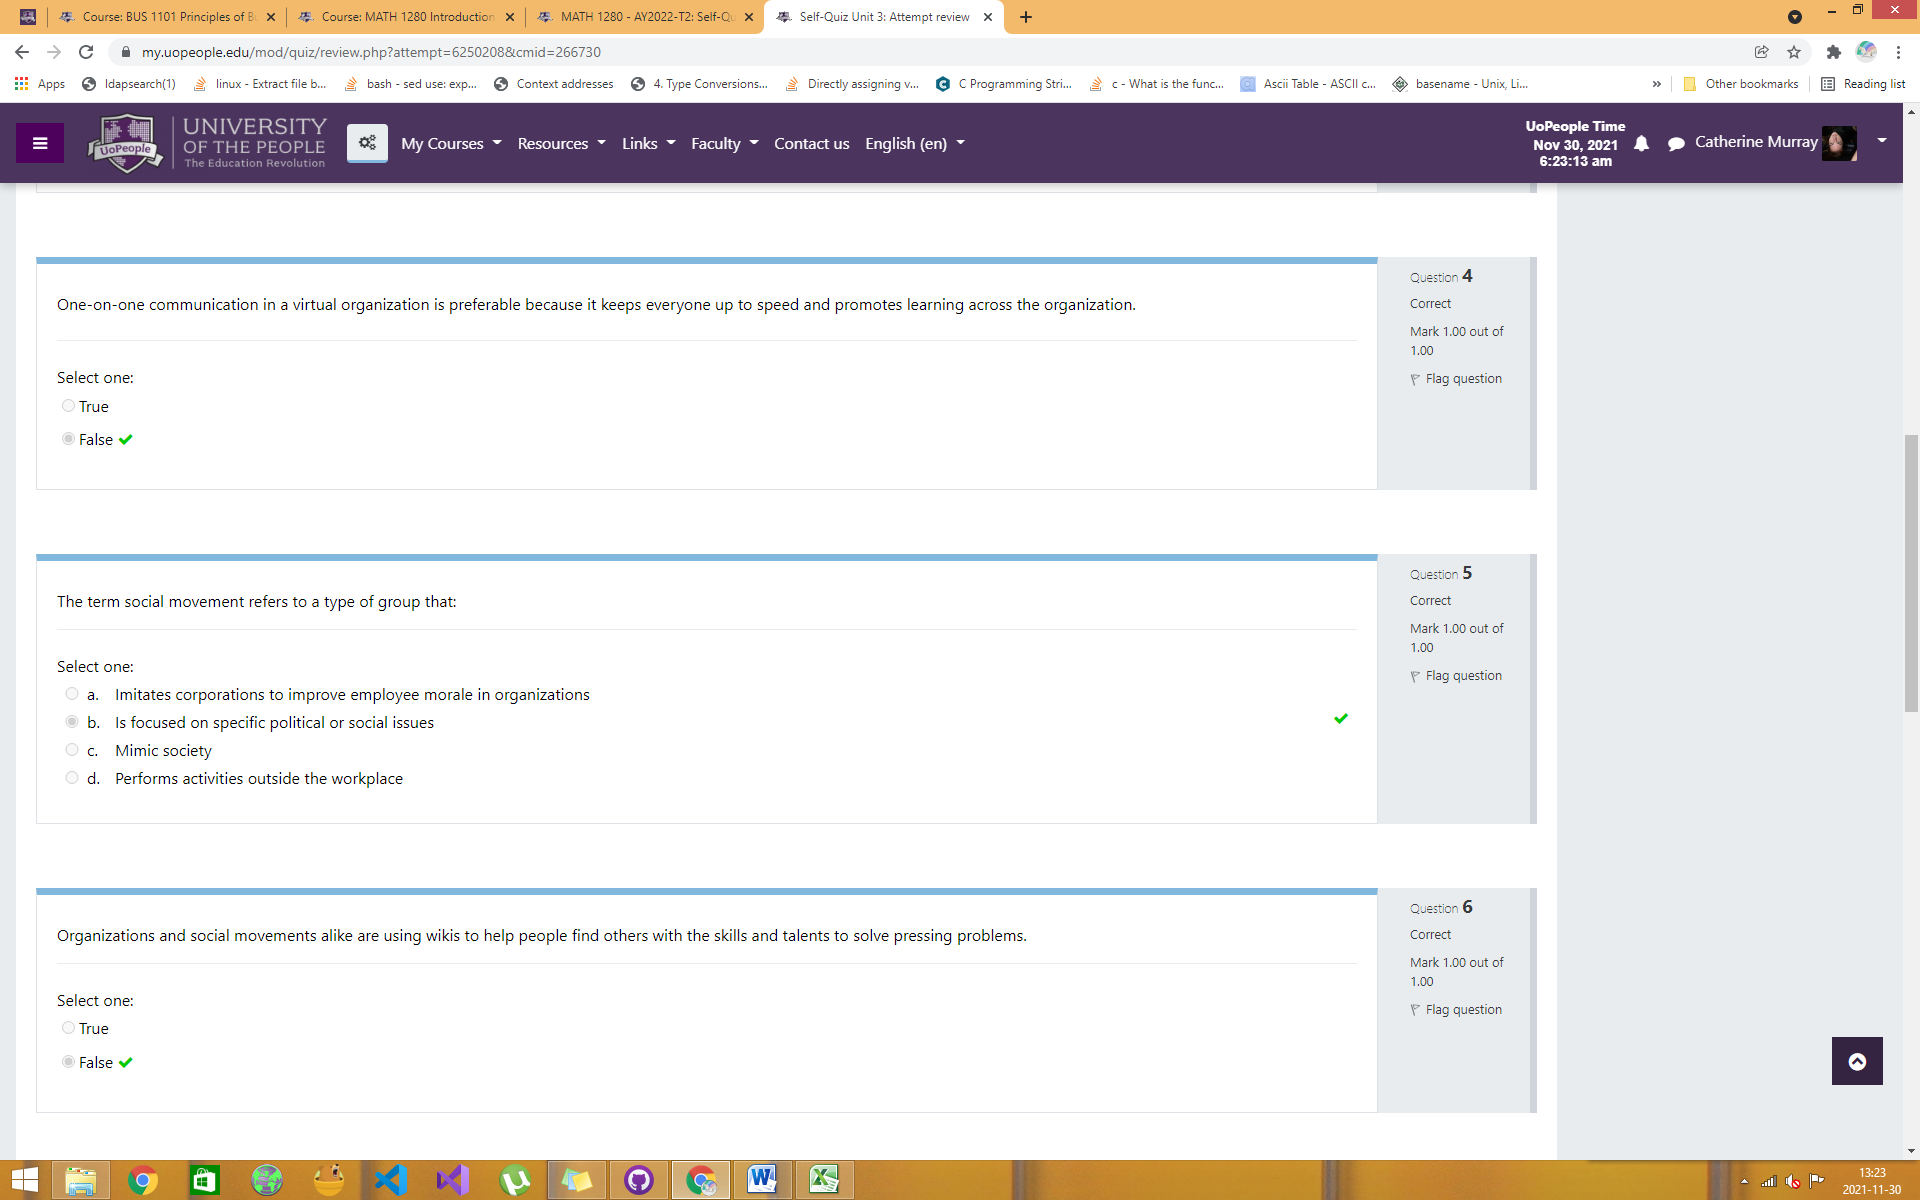 Course: BUS 1101 Principles of B
Course: MATH 1280 Introduction
MATH 1280 - AY2022-T2: Self-Qu
Self-Quiz Unit 3: Attempt review
my.uopeople.edu/mod/quiz/review.php?attempt=6250208&cmid=266730
Apps
ldapsearch(1)
linux - Extract file b...
bash - sed use: exp...
Context addresses
4. Type Conversions...
Directly assigning v...
C Programming Stri...
c - What is the func...
Ascii Table - ASCII c...
basename - Unix, Li...
»
Other bookmarks
Reading list
UoPeople
UNIVERSITY
OF THE PEOPLE
The Education Revolution
My Courses
Resources
Links
Faculty
Contact us
English (en)
UoPeople Time
Nov 30, 2021
6:23:13 am
Catherine Murray
One-on-one communication in a virtual organization is preferable because it keeps everyone up to speed and promotes learning across the organization.
Select one:
True
False
Question 4
Correct
Mark 1.00 out of
1.00
Flag question
The term social movement refers to a type of group that:
Select one:
a. Imitates corporations to improve employee morale in organizations
b. Is focused on specific political or social issues
c. Mimic society
d. Performs activities outside the workplace
Question 5
Correct
Mark 1.00 out of
1.00
Flag question
Organizations and social movements alike are using wikis to help people find others with the skills and talents to solve pressing problems.
Select one:
True
False
Question 6
Correct
Mark 1.00 out of
1.00
Flag question
13:23
2021-11-30